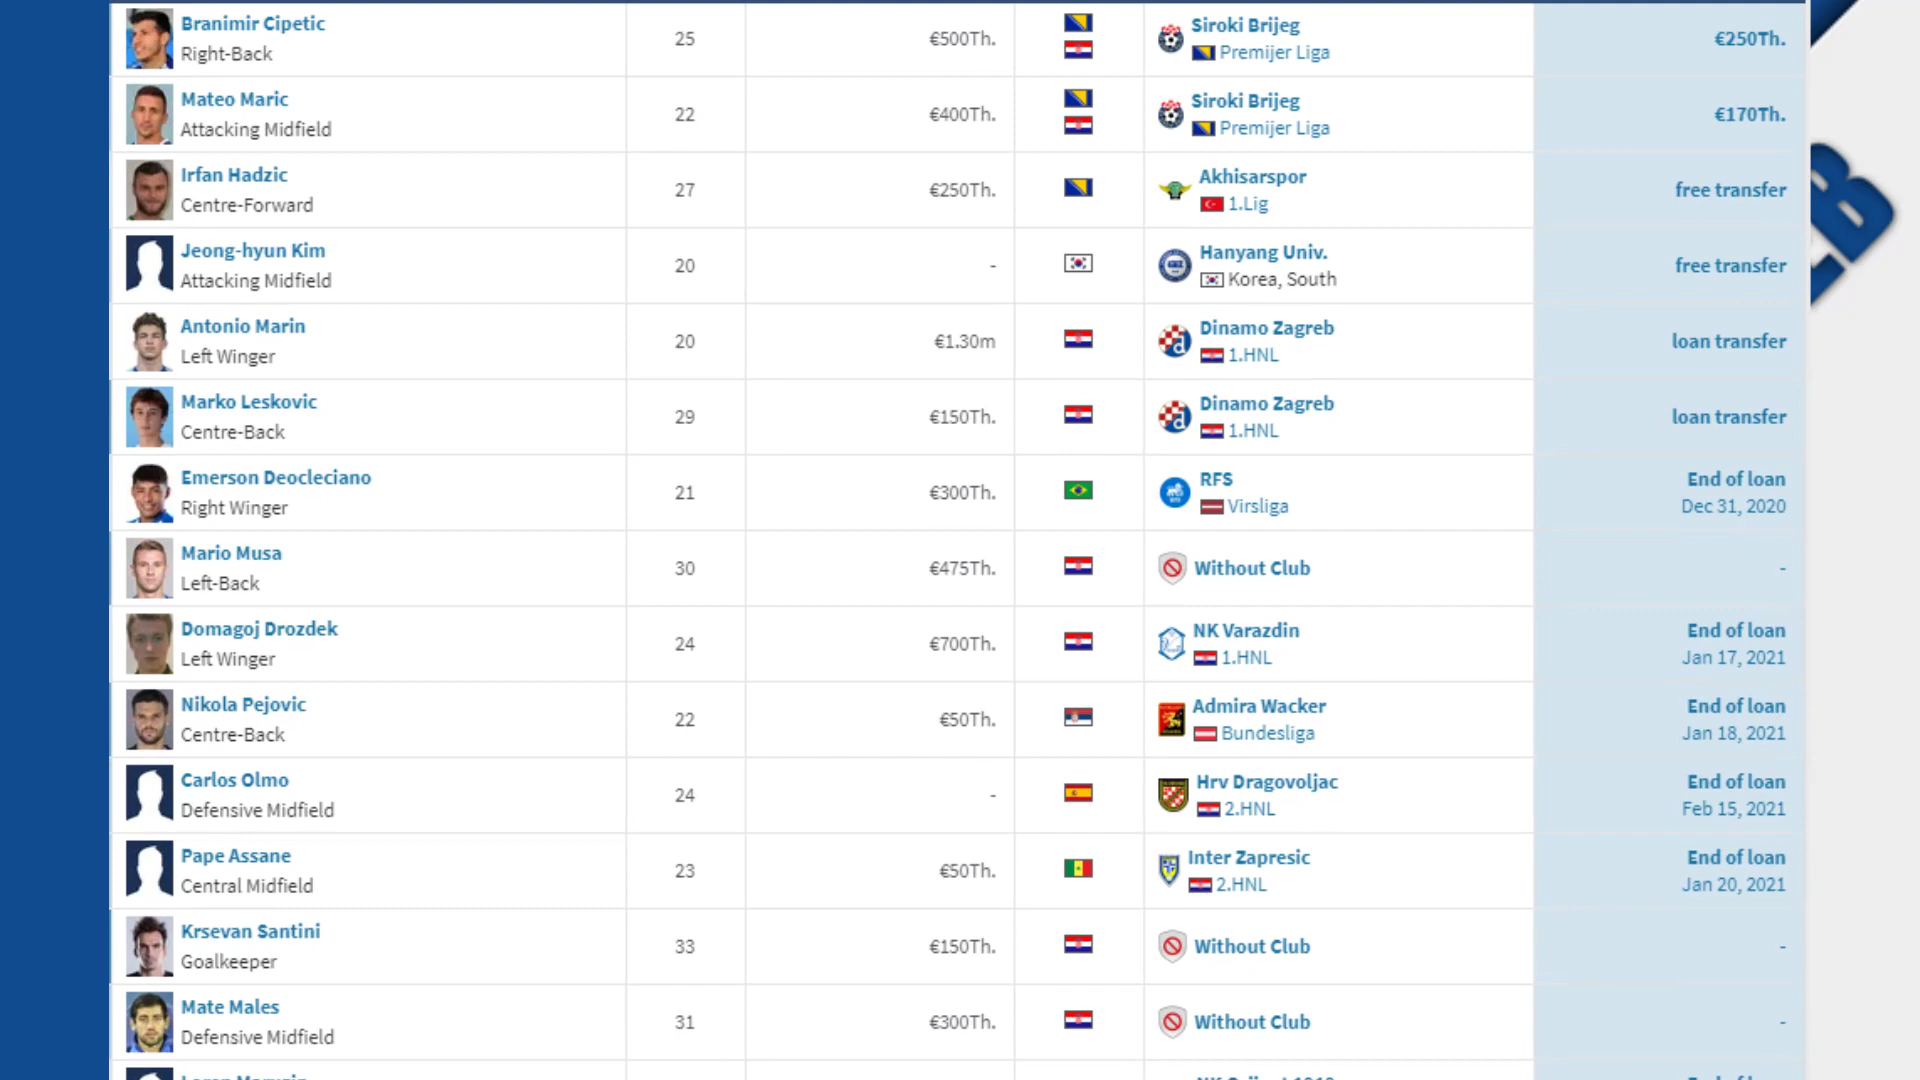 Branimir Cipetic
Right-Back
25
€500Th.
Siroki Brijeg
Premijer Liga
€250Th.
Mateo Maric
Attacking Midfield
22
€400Th.
Siroki Brijeg
Premijer Liga
€170Th.
Irfan Hadzic
Centre-Forward
27
€250Th.
Akhisarspor
1.Lig
free transfer
Jeong-hyun Kim
Attacking Midfield
20
-
Hanyang Univ.
Korea, South
free transfer
Antonio Marin
Left Winger
20
€1.30m
Dinamo Zagreb
1.HNL
loan transfer
Marko Leskovic
Centre-Back
29
€150Th.
Dinamo Zagreb
1.HNL
loan transfer
Emerson Deocleciano
Right Winger
21
€300Th.
RFS
Virsliga
End of loan
Dec 31, 2020
Mario Musa
Left-Back
30
€475Th.
Without Club
-
Domagoj Drozdek
Left Winger
24
€700Th.
NK Varazdin
1.HNL
End of loan
Jan 17, 2021
Nikola Pejovic
Centre-Back
22
€50Th.
Admira Wacker
Bundesliga
End of loan
Jan 18, 2021
Carlos Olmo
Defensive Midfield
24
-
Hrv Dragovoljac
2.HNL
End of loan
Feb 15, 2021
Pape Assane
Central Midfield
23
€50Th.
Inter Zapresic
2.HNL
End of loan
Jan 20, 2021
Krsevan Santini
Goalkeeper
33
€150Th.
Without Club
-
Mate Males
Defensive Midfield
31
€300Th.
Without Club
-